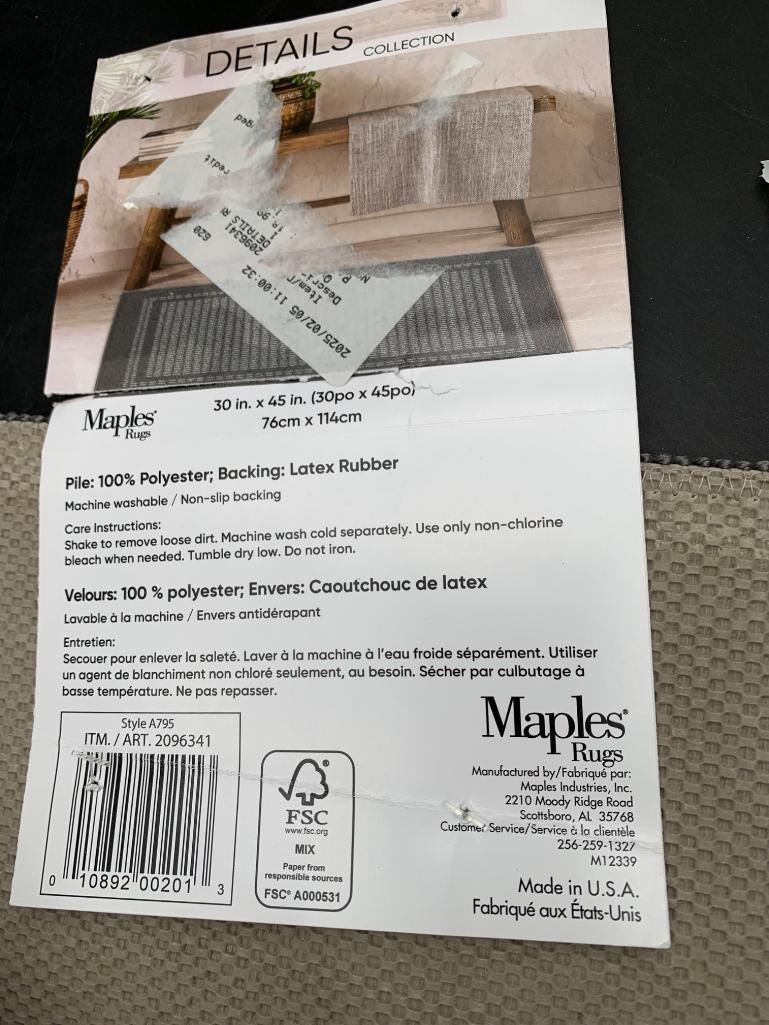 DETAILS COLLECTION
ged
redit
620
2096341
DETAILS R
Item/
Descri
2025/02/05 11:00:32
Maples®
Rugs
30 in. x 45 in. (30po x 45po)
76cm x 114cm
Pile: 100% Polyester; Backing: Latex Rubber
Machine washable / Non-slip backing
Care Instructions:
Shake to remove loose dirt. Machine wash cold separately. Use only non-chlorine
bleach when needed. Tumble dry low. Do not iron.
Velours: 100 % polyester; Envers: Caoutchouc de latex
Lavable à la machine / Envers antidérapant
Entretien:
Secouer pour enlever la saleté. Laver à la machine à l'eau froide séparément. Utiliser
un agent de blanchiment non chloré seulement, au besoin. Sécher par culbutage à
basse température. Ne pas repasser.
Style A795
ITM. / ART. 2096341
0 10892 00201 3
FSC
www.fsc.org
MIX
Paper from
responsible sources
FSC® A000531
Maples®
Rugs
Manufactured by/Fabriqué par:
Maples Industries, Inc.
2210 Moody Ridge Road
Scottsboro, AL 35768
Customer Service/Service à la clientèle
256-259-1327
M12339
Made in U.S.A.
Fabriqué aux États-Unis